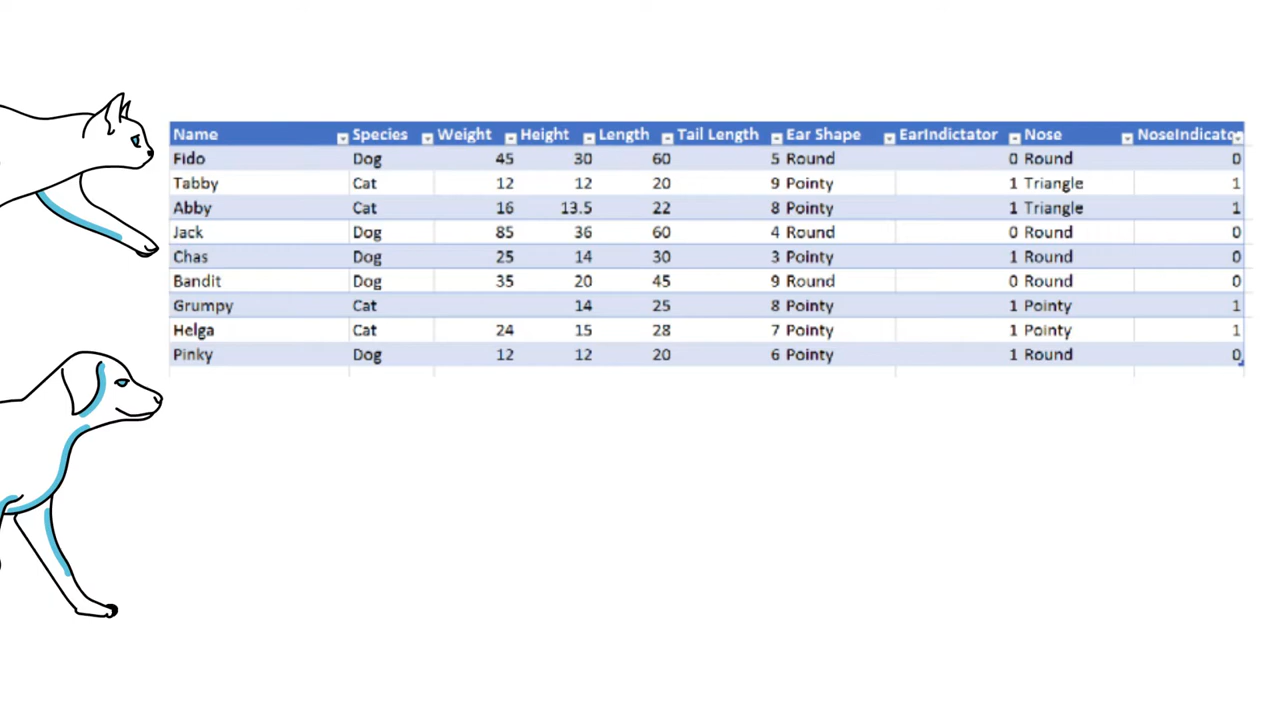 Name Species Weight Height Length Tail Length Ear Shape EarIndictator Nose NoseIndicato
Fido Dog 45 30 60 5 Round 0 Round 0
Tabby Cat 12 12 20 9 Pointy 1 Triangle 1
Abby Cat 16 13.5 22 8 Pointy 1 Triangle 1
Jack Dog 85 36 60 4 Round 0 Round 0
Chas Dog 25 14 30 3 Pointy 1 Round 0
Bandit Dog 35 20 45 9 Round 0 Round 0
Grumpy Cat 14 25 8 Pointy 1 Pointy 1
Helga Cat 24 15 28 7 Pointy 1 Pointy 1
Pinky Dog 12 12 20 6 Pointy 1 Round 0